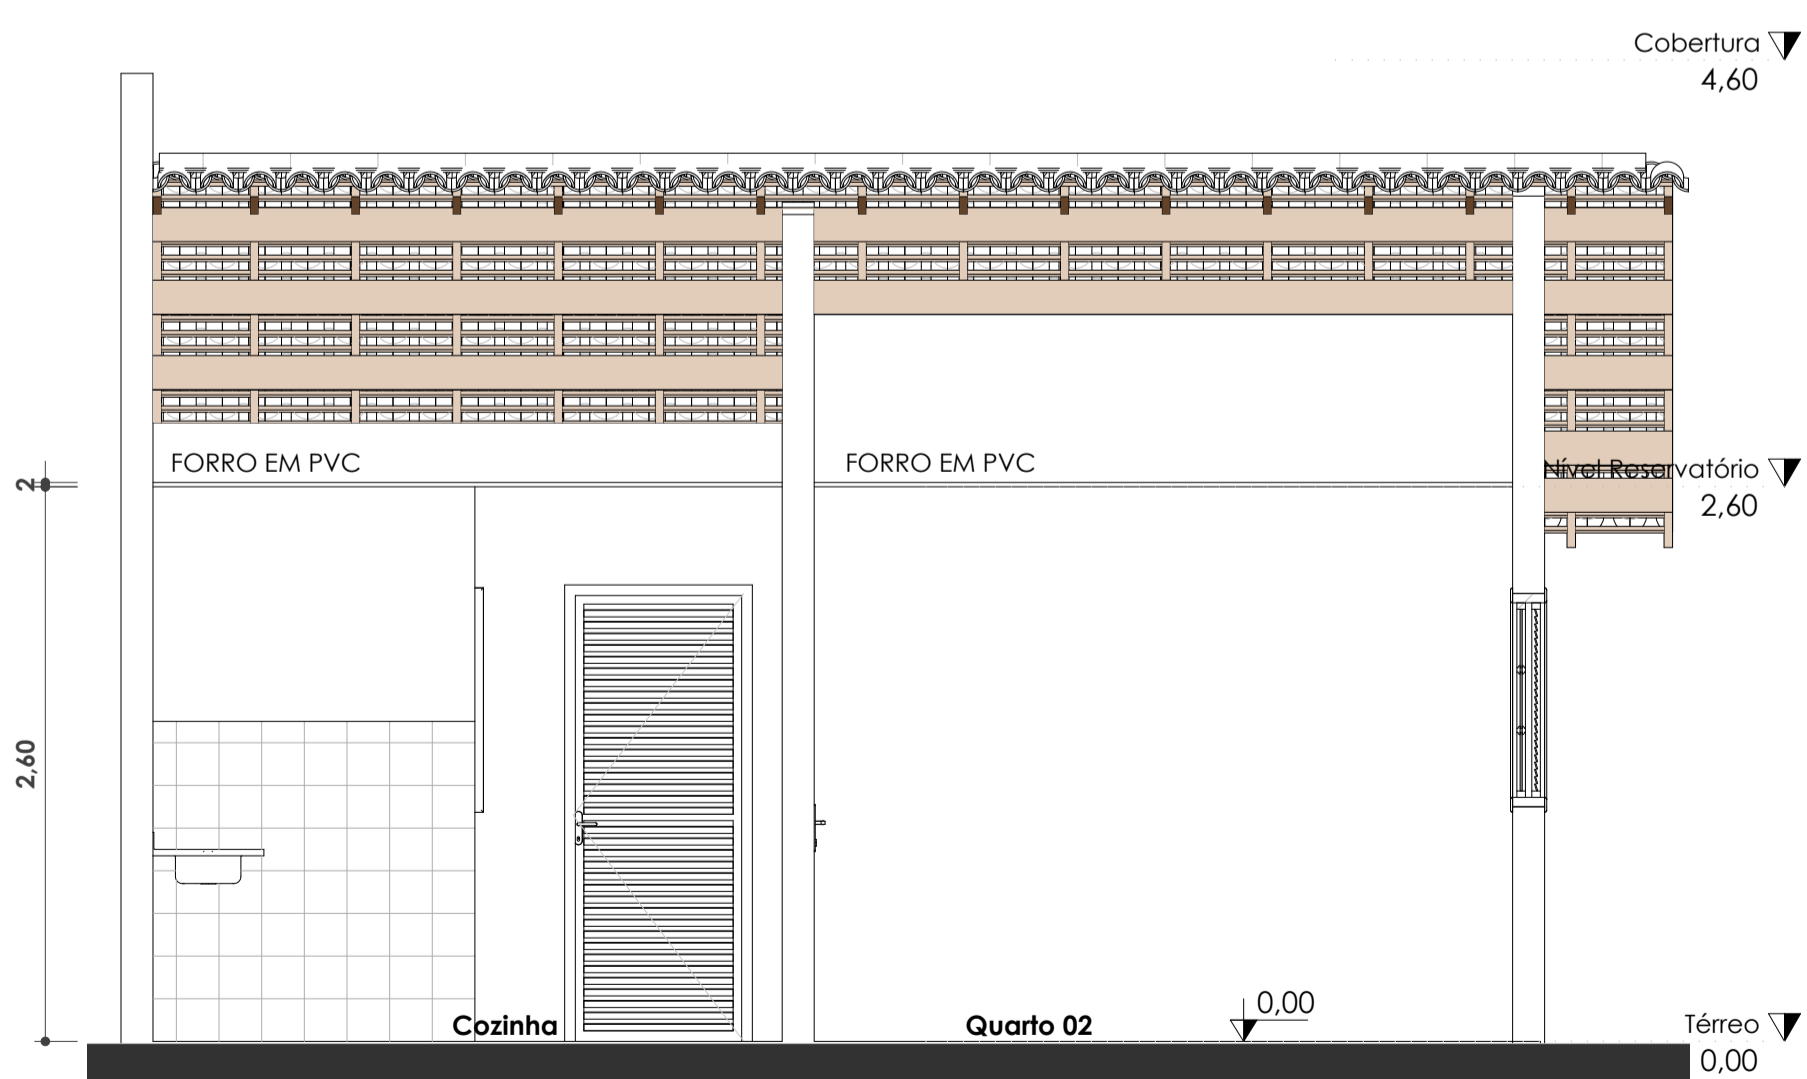 Cobertura
4,60
FORRO EM PVC
FORRO EM PVC
Nível Reservatório
2,60
2
2,60
Cozinha
Quarto 02
0,00
Térreo
0,00